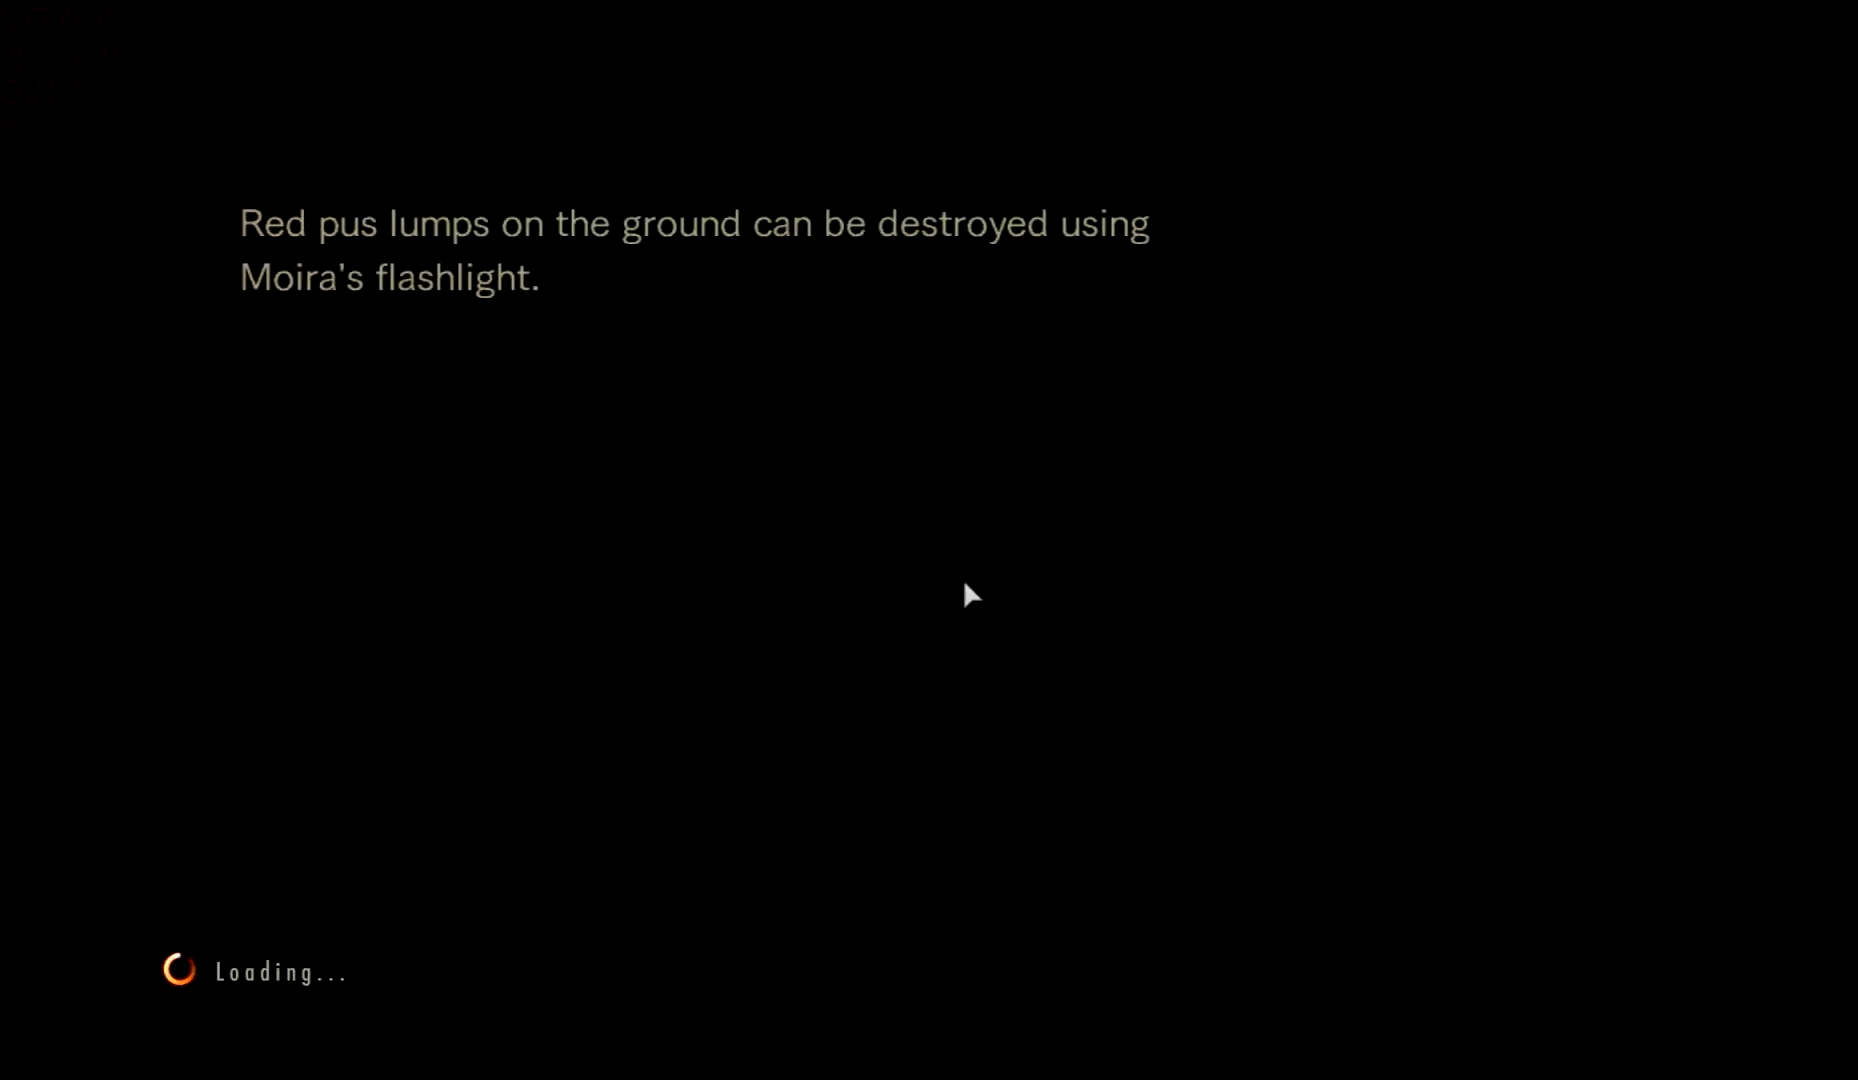 Red pus lumps on the ground can be destroyed using
Moira's flashlight.
Loading...